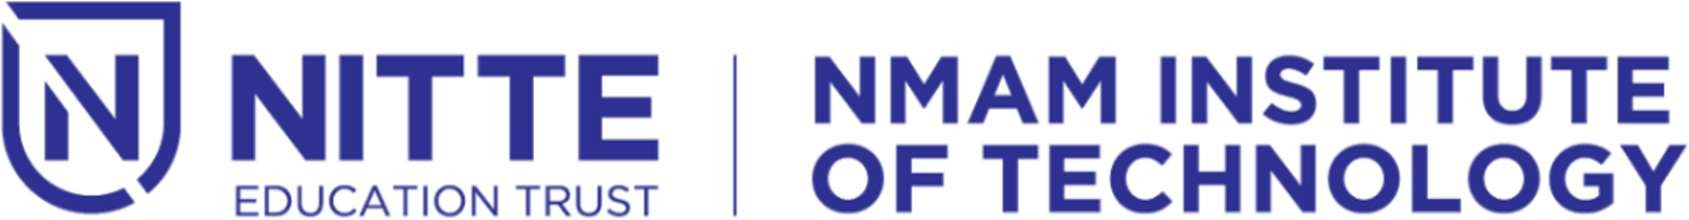 N
NITTE
EDUCATION TRUST
NMAM INSTITUTE
OF TECHNOLOGY